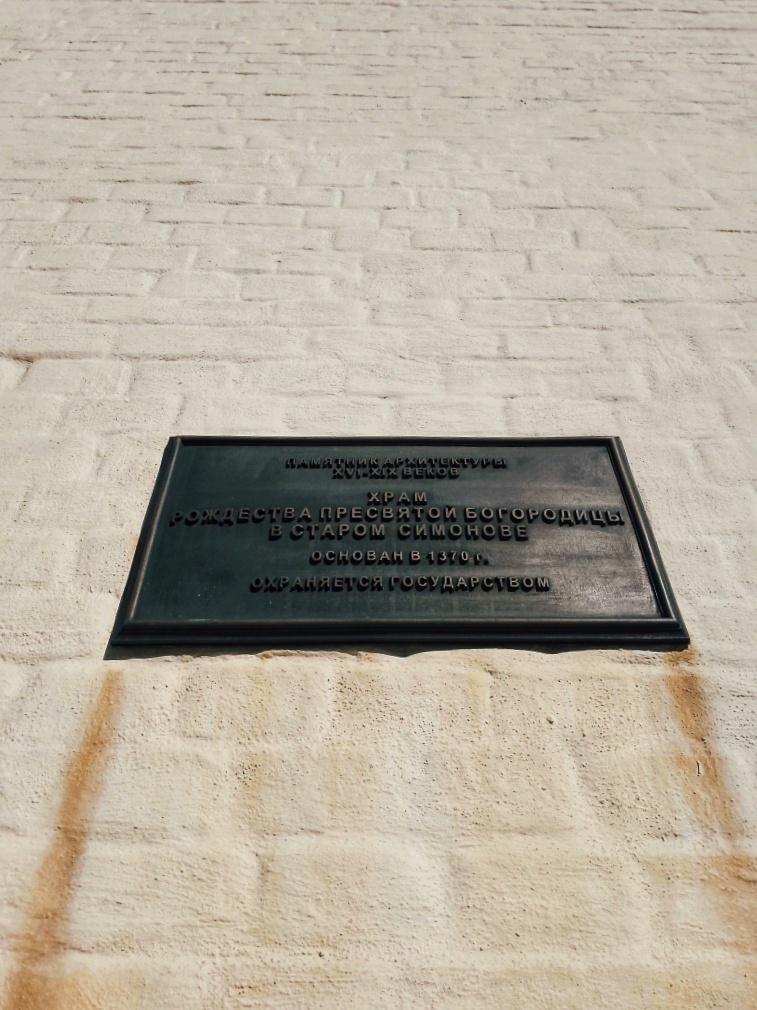 ПАМЯТНИК АРХИТЕКТУРЫ
XVI-XIX ВЕКОВ
ХРАМ
РОЖДЕСТВА ПРЕСВЯТОЙ БОГОРОДИЦЫ
В СТАРОМ СИМОНОВЕ
ОСНОВАН В 1370 г.
ОХРАНЯЕТСЯ ГОСУДАРСТВОМ